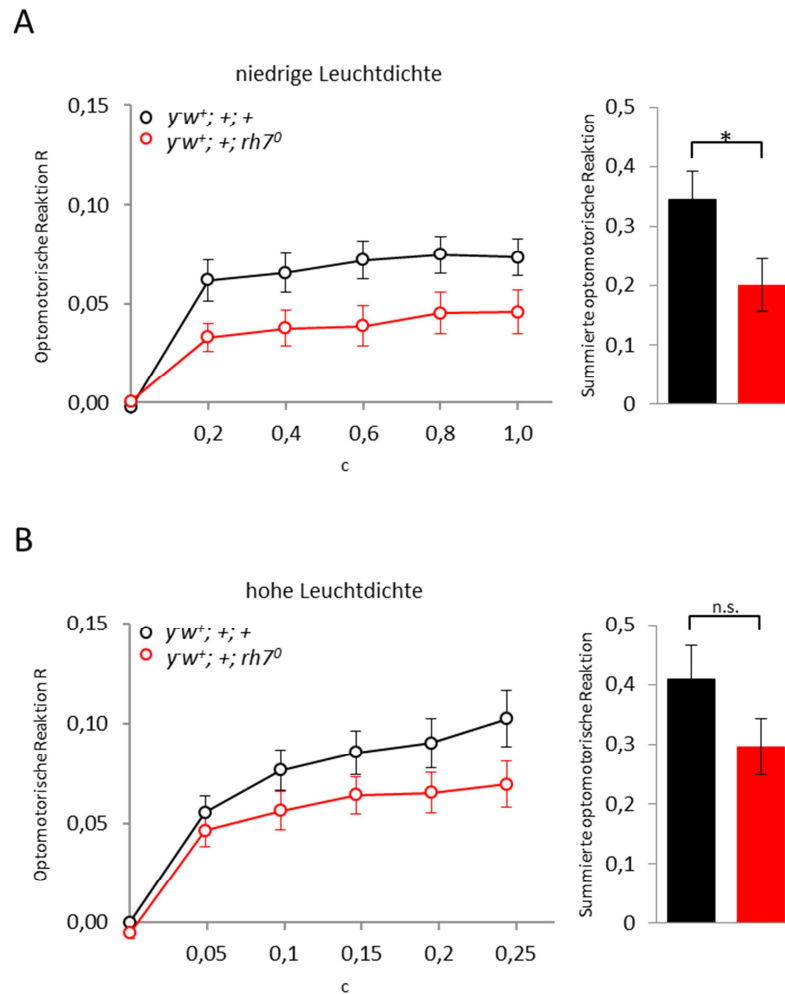 A
niedrige Leuchtdichte
Optomotorische Reaktion R
0,15
0,10
0,05
0,00
y⁻w⁺; +; +
y⁻w⁺; +; rh7⁰
0,2 0,4 0,6 0,8 1,0
c
Summierte optomotorische Reaktion
0,5
0,4
0,3
0,2
0,1
0
*
B
hohe Leuchtdichte
Optomotorische Reaktion R
0,15
0,10
0,05
0,00
y⁻w⁺; +; +
y⁻w⁺; +; rh7⁰
0,05 0,1 0,15 0,2 0,25
c
Summierte optomotorische Reaktion
0,5
0,4
0,3
0,2
0,1
0
n.s.